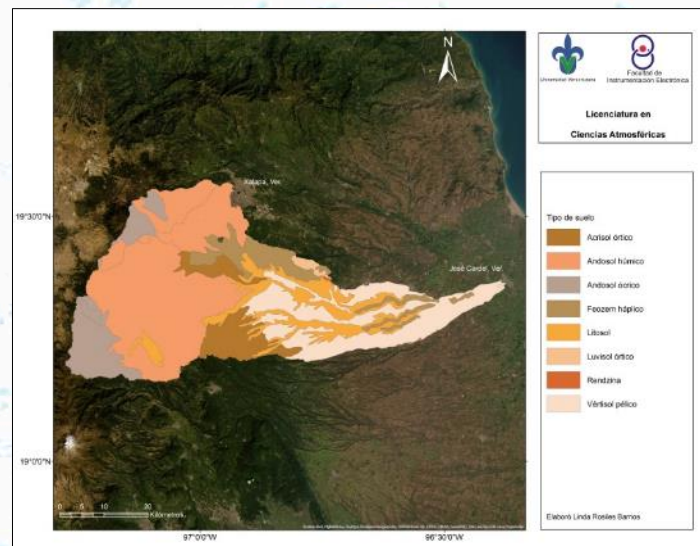 N
Xalapa, Ver.
José Cardel, Ver.
19°30'0"N
19°0'0"N
97°0'0"W
96°30'0"W
0 5 10 20
Kilómetros
Universidad Veracruzana
Facultad de
Instrumentación Electrónica
Licenciatura en
Ciencias Atmosféricas
Tipo de suelo
Acrisol órtico
Andosol húmico
Andosol ócrico
Feozem háplico
Litosol
Luvisol órtico
Rendzina
Vértisol pélico
Elaboró Linda Rosiles Barrios